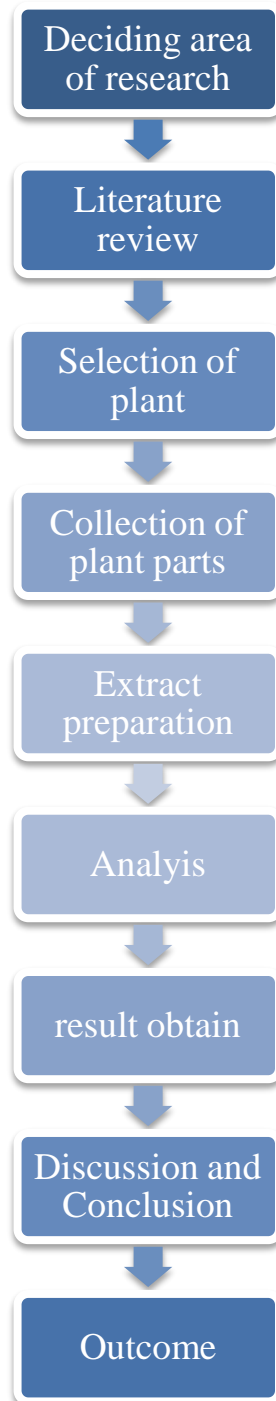 Deciding area
of research
Literature
review
Selection of
plant
Collection of
plant parts
Extract
preparation
Analyis
result obtain
Discussion and
Conclusion
Outcome